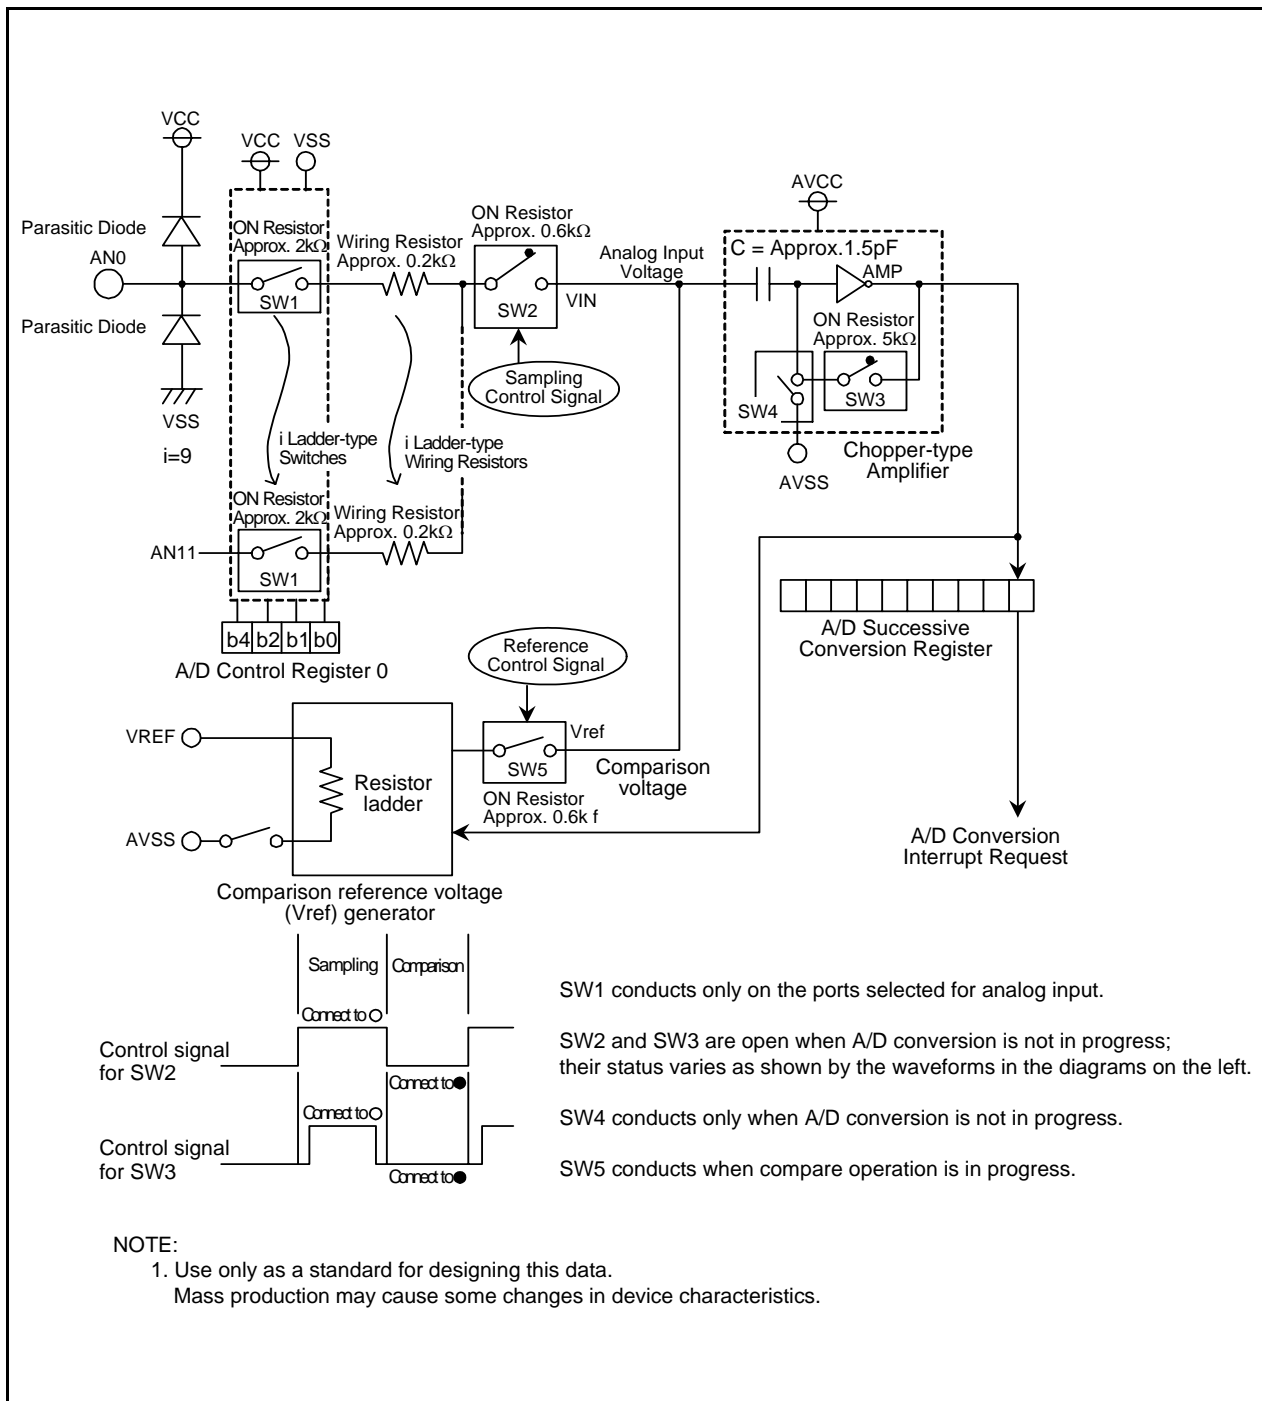 VCC
VCC VSS
AVCC
Parasitic Diode
ON Resistor
Approx. 2kΩ
Wiring Resistor
Approx. 0.2kΩ
ON Resistor
Approx. 0.6kΩ
Analog Input
Voltage
C = Approx.1.5pF
AMP
AN0
SW1
SW2
VIN
Parasitic Diode
ON Resistor
Approx. 5kΩ
Sampling
Control Signal
SW4
SW3
VSS
i=9
i Ladder-type
Switches
i Ladder-type
Wiring Resistors
Chopper-type
Amplifier
AVSS
ON Resistor
Approx. 2kΩ
Wiring Resistor
Approx. 0.2kΩ
AN11
SW1
b4 b2 b1 b0
A/D Control Register 0
Reference
Control Signal
A/D Successive
Conversion Register
VREF
Vref
SW5
Resistor
ladder
Comparison
voltage
ON Resistor
Approx. 0.6k f
AVSS
A/D Conversion
Interrupt Request
Comparison reference voltage
(Vref) generator
Sampling Comparison
Connect to
Control signal
for SW2
Connect to
Connect to
Control signal
for SW3
Connect to
SW1 conducts only on the ports selected for analog input.
SW2 and SW3 are open when A/D conversion is not in progress;
their status varies as shown by the waveforms in the diagrams on the left.
SW4 conducts only when A/D conversion is not in progress.
SW5 conducts when compare operation is in progress.
NOTE:
1. Use only as a standard for designing this data.
Mass production may cause some changes in device characteristics.